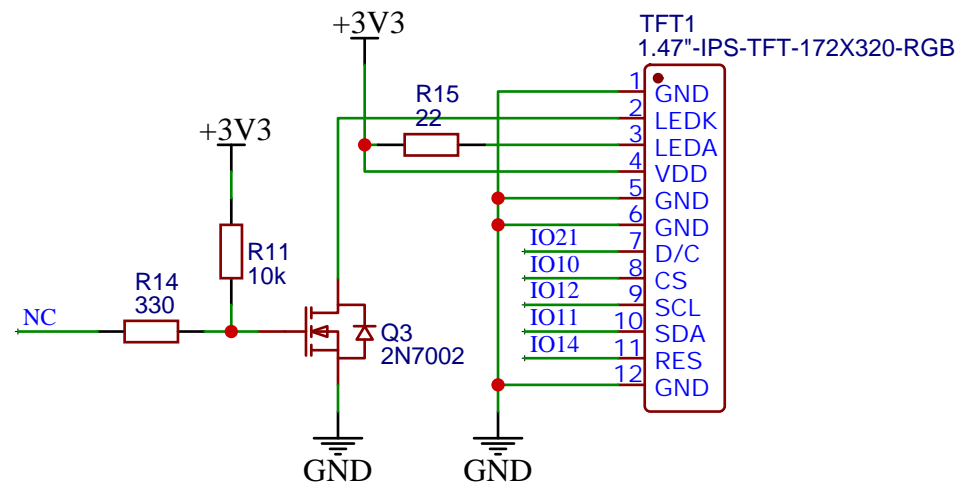 +3V3
TFT1
1.47"-IPS-TFT-172X320-RGB
R15
22
+3V3
R11
10k
R14
330
NC
Q3
2N7002
GND
GND
1 GND
2 LEDK
3 LEDA
4 VDD
5 GND
6 GND
IO21 7 D/C
IO10 8 CS
IO12 9 SCL
IO11 10 SDA
IO14 11 RES
12 GND